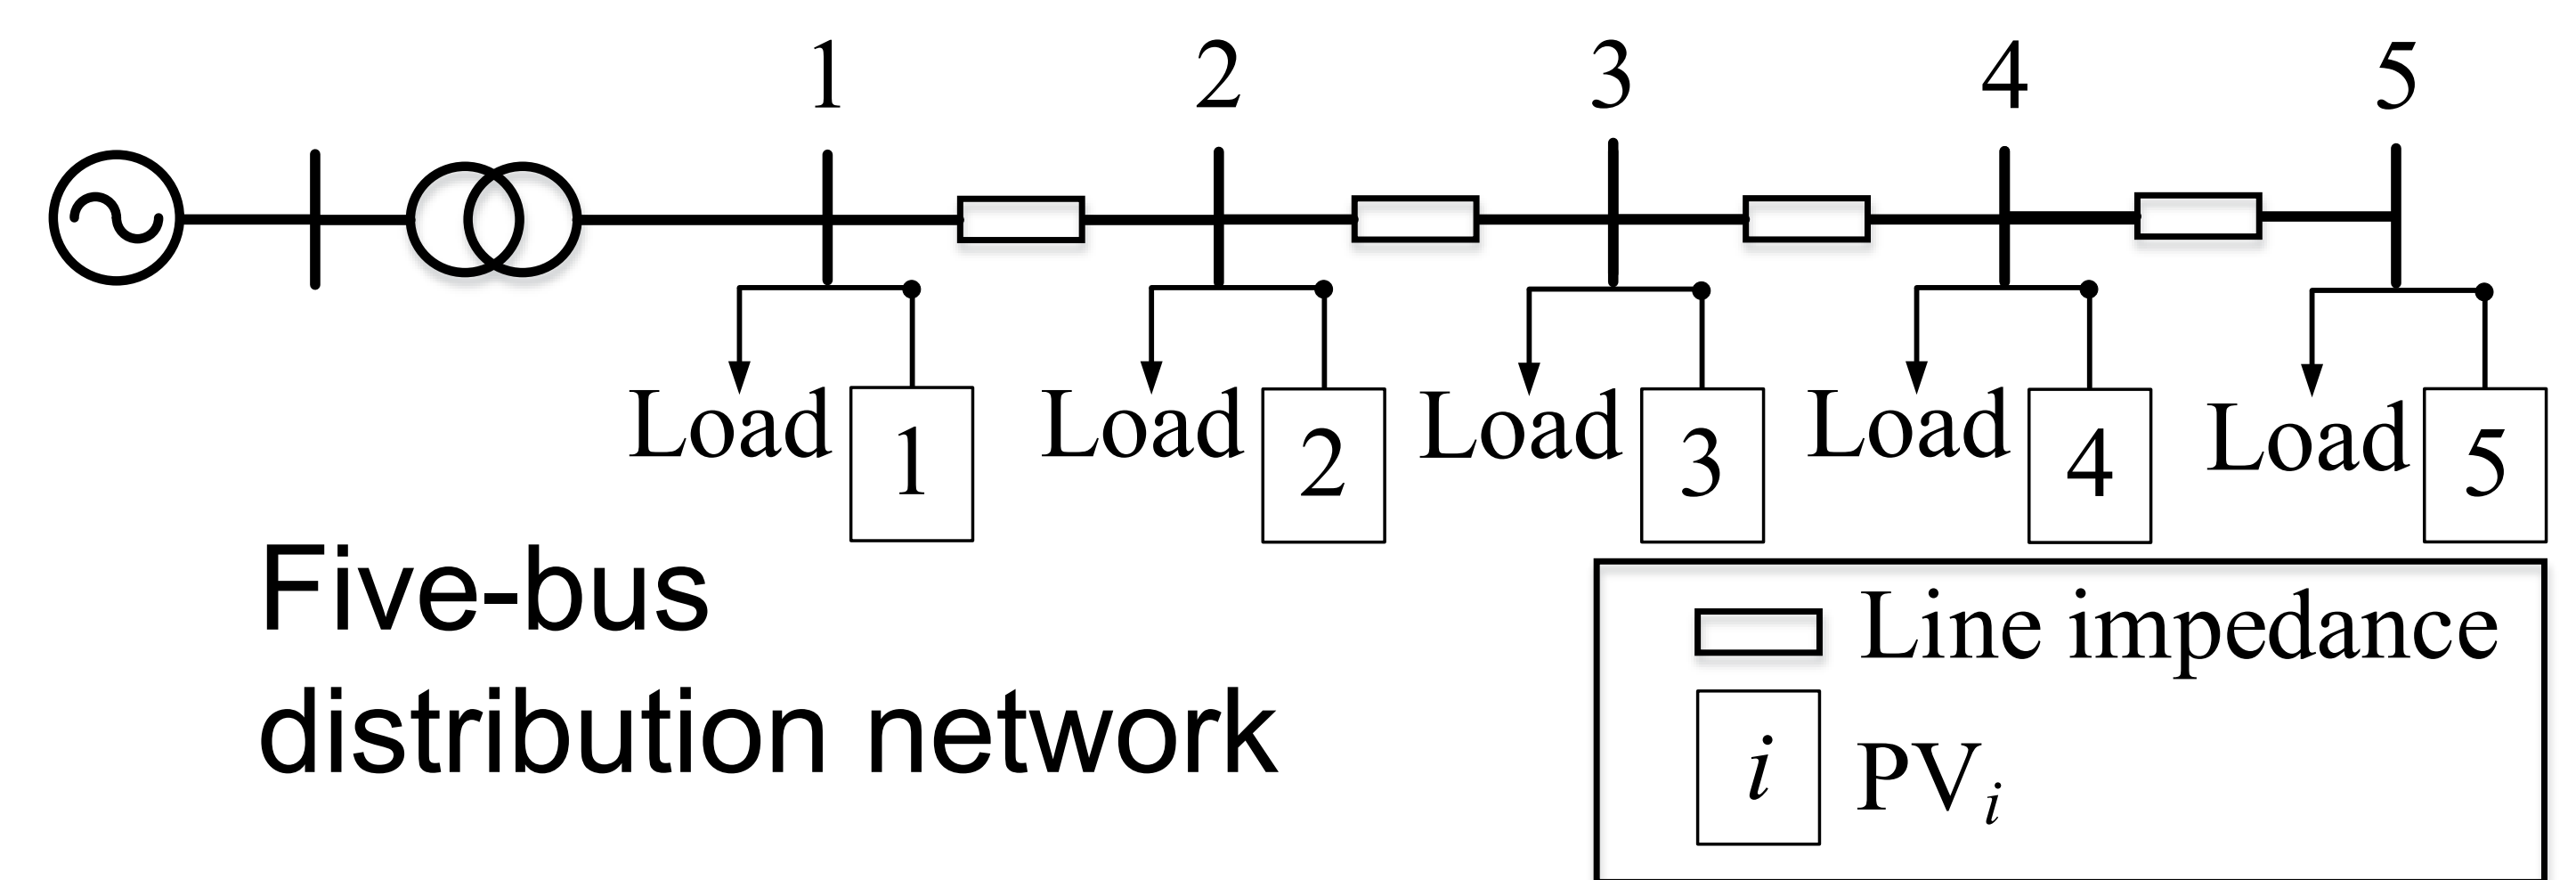 1 2 3 4 5
Load 1 Load 2 Load 3 Load 4 Load 5
Five-bus
distribution network
Line impedance
i PVi